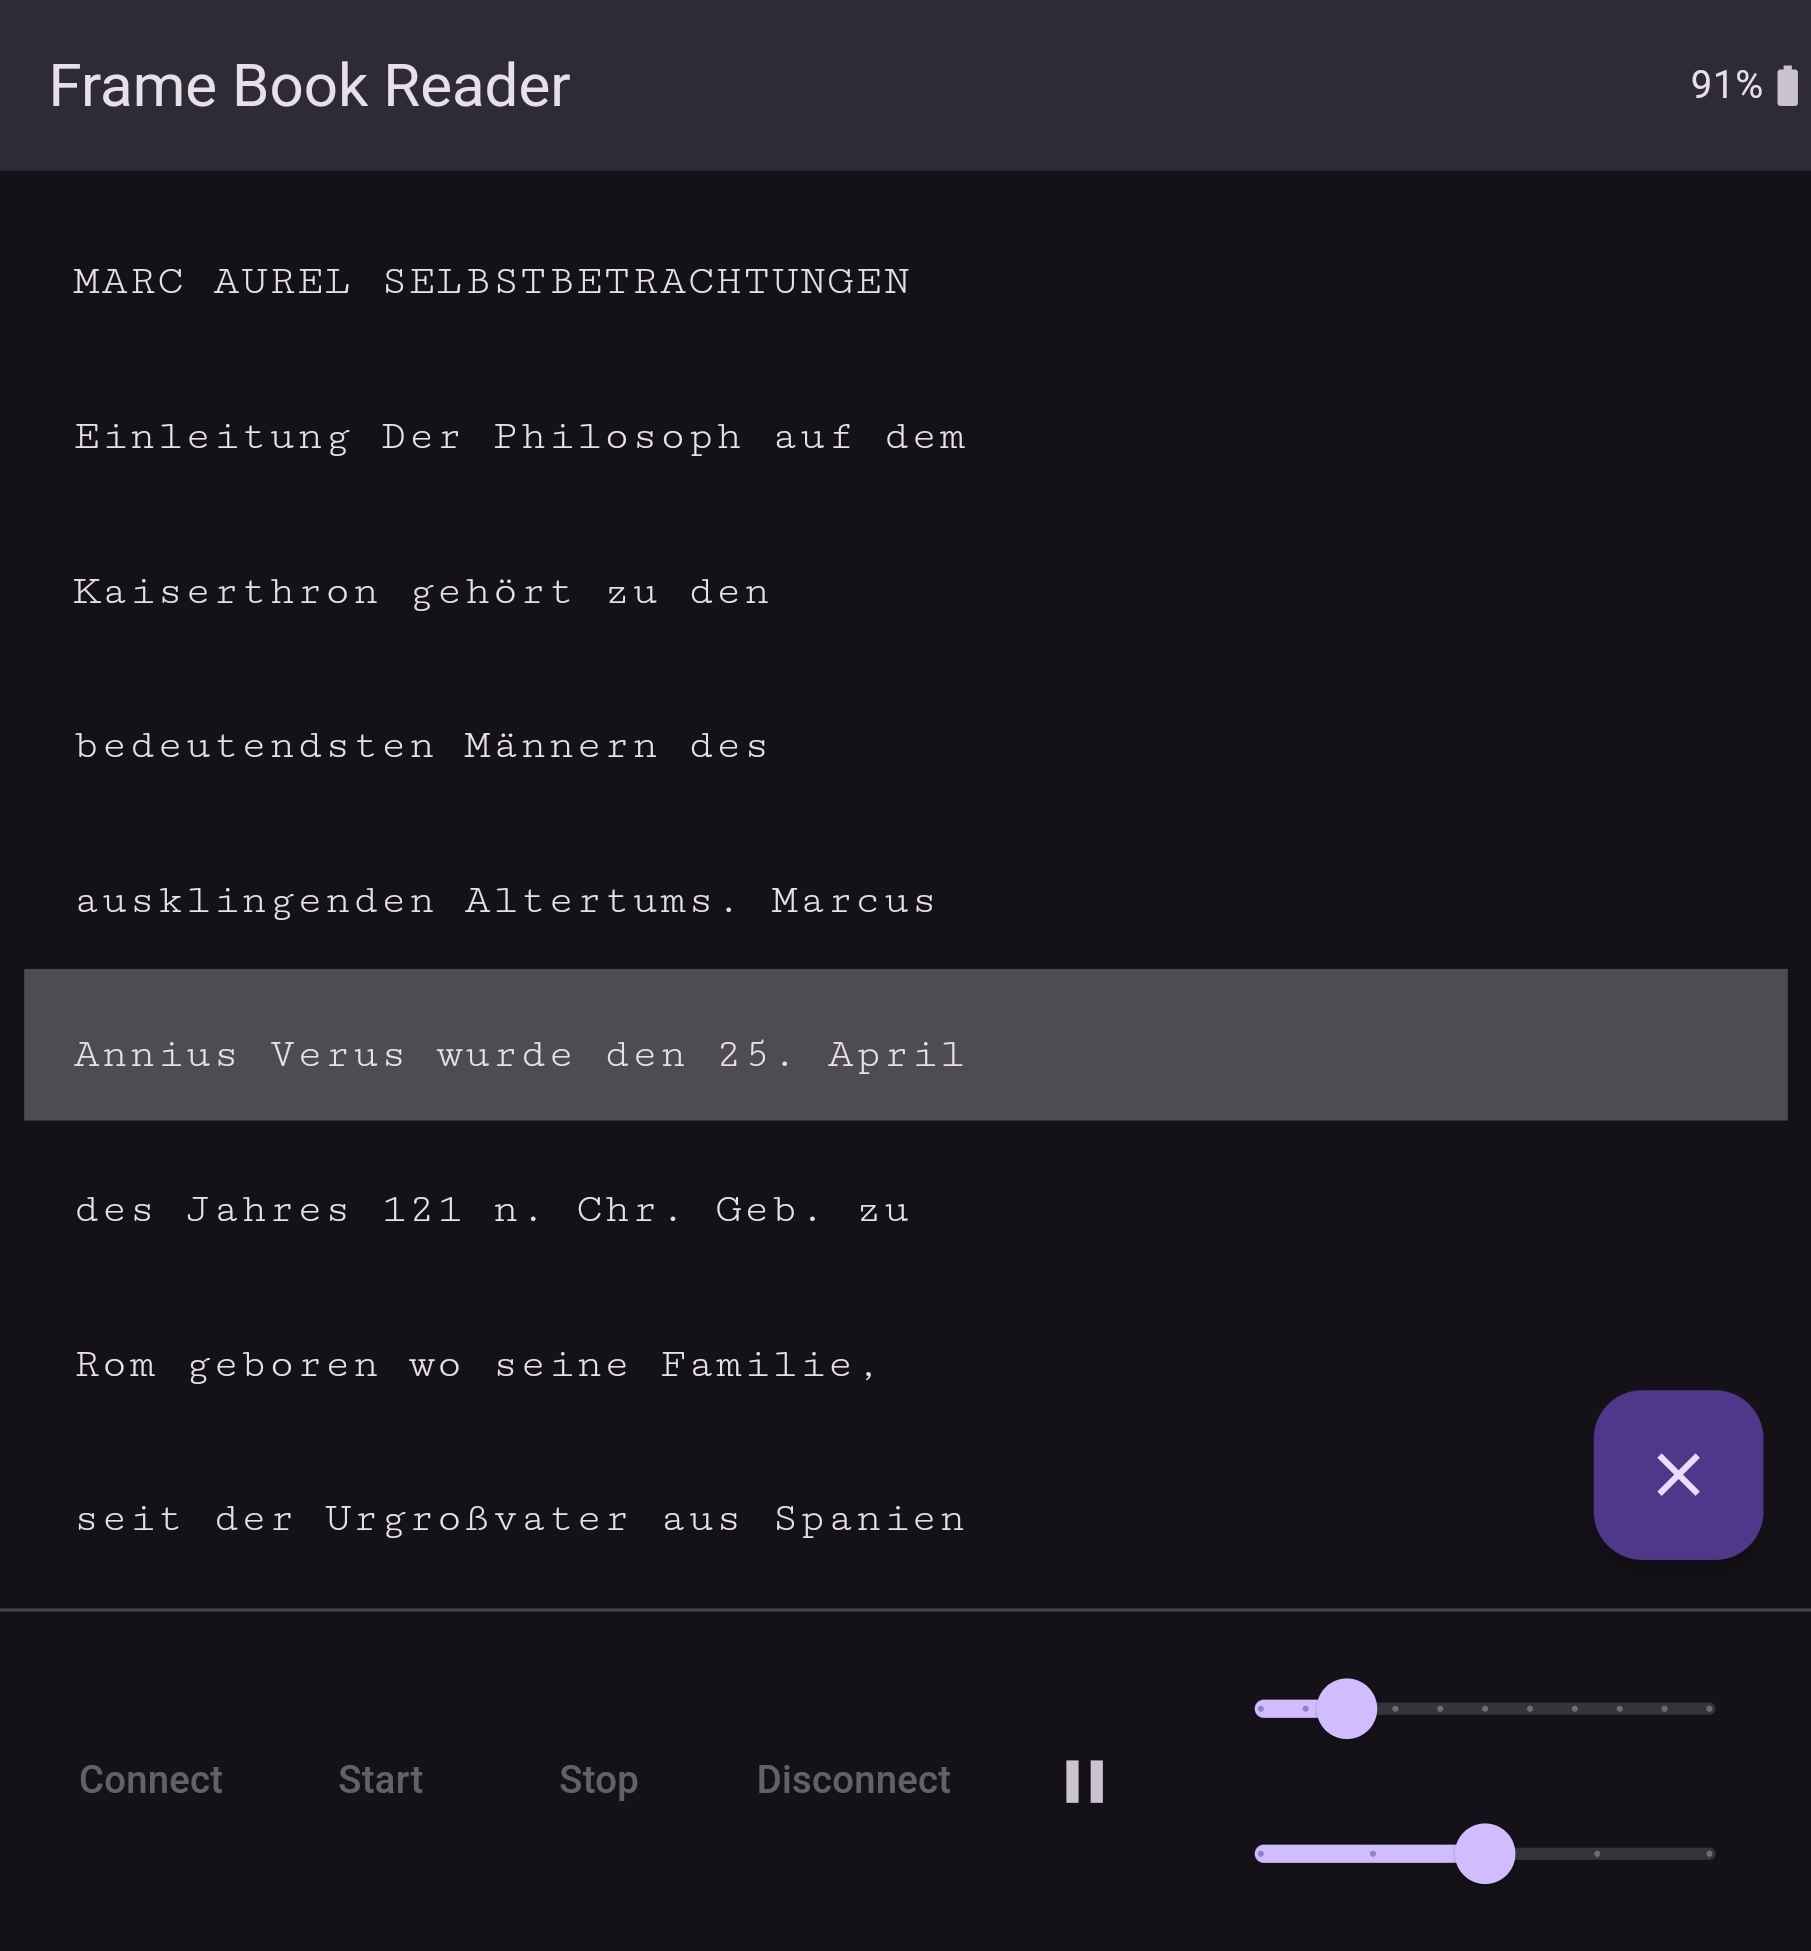 Frame Book Reader
91%
MARC AUREL SELBSTBETRACHTUNGEN
Einleitung Der Philosoph auf dem
Kaiserthron gehört zu den
bedeutendsten Männern des
ausklingenden Altertums. Marcus
Annius Verus wurde den 25. April
des Jahres 121 n. Chr. Geb. zu
Rom geboren wo seine Familie,
seit der Urgroßvater aus Spanien
Connect Start Stop Disconnect